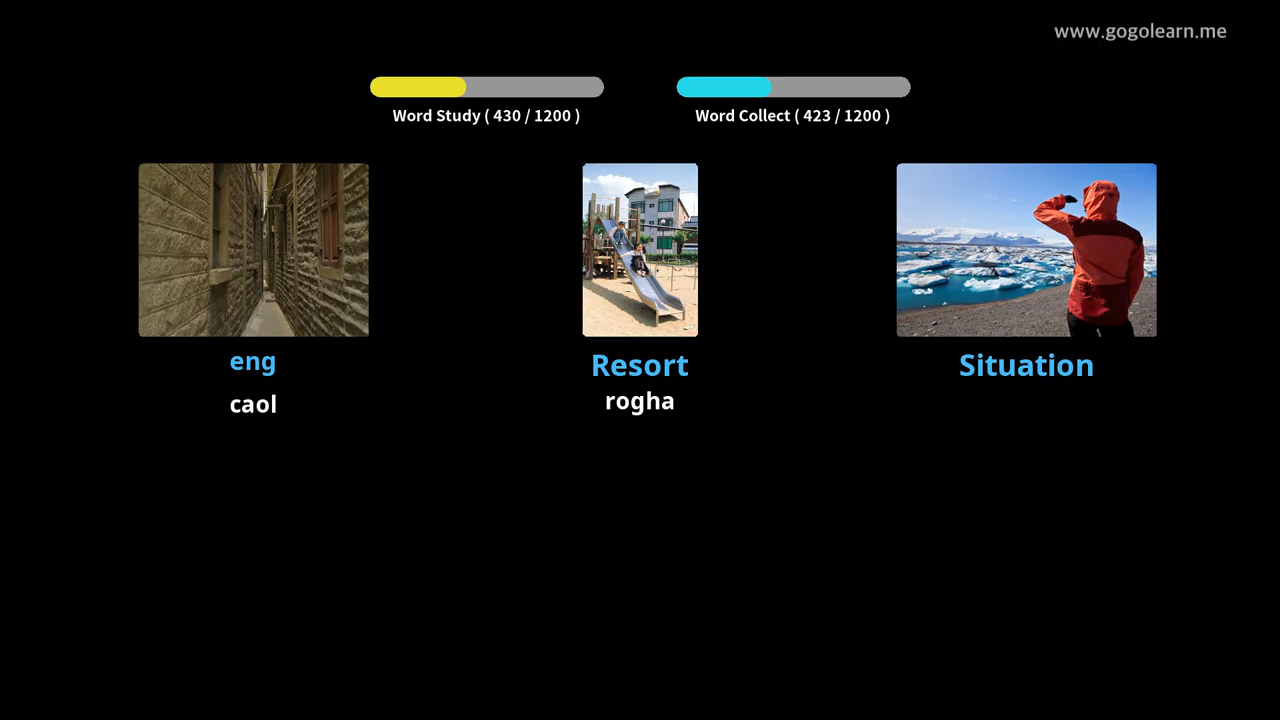 www.gogolearn.me
Word Study ( 430 / 1200 )
Word Collect ( 423 / 1200 )
eng
caol
Resort
rogha
Situation